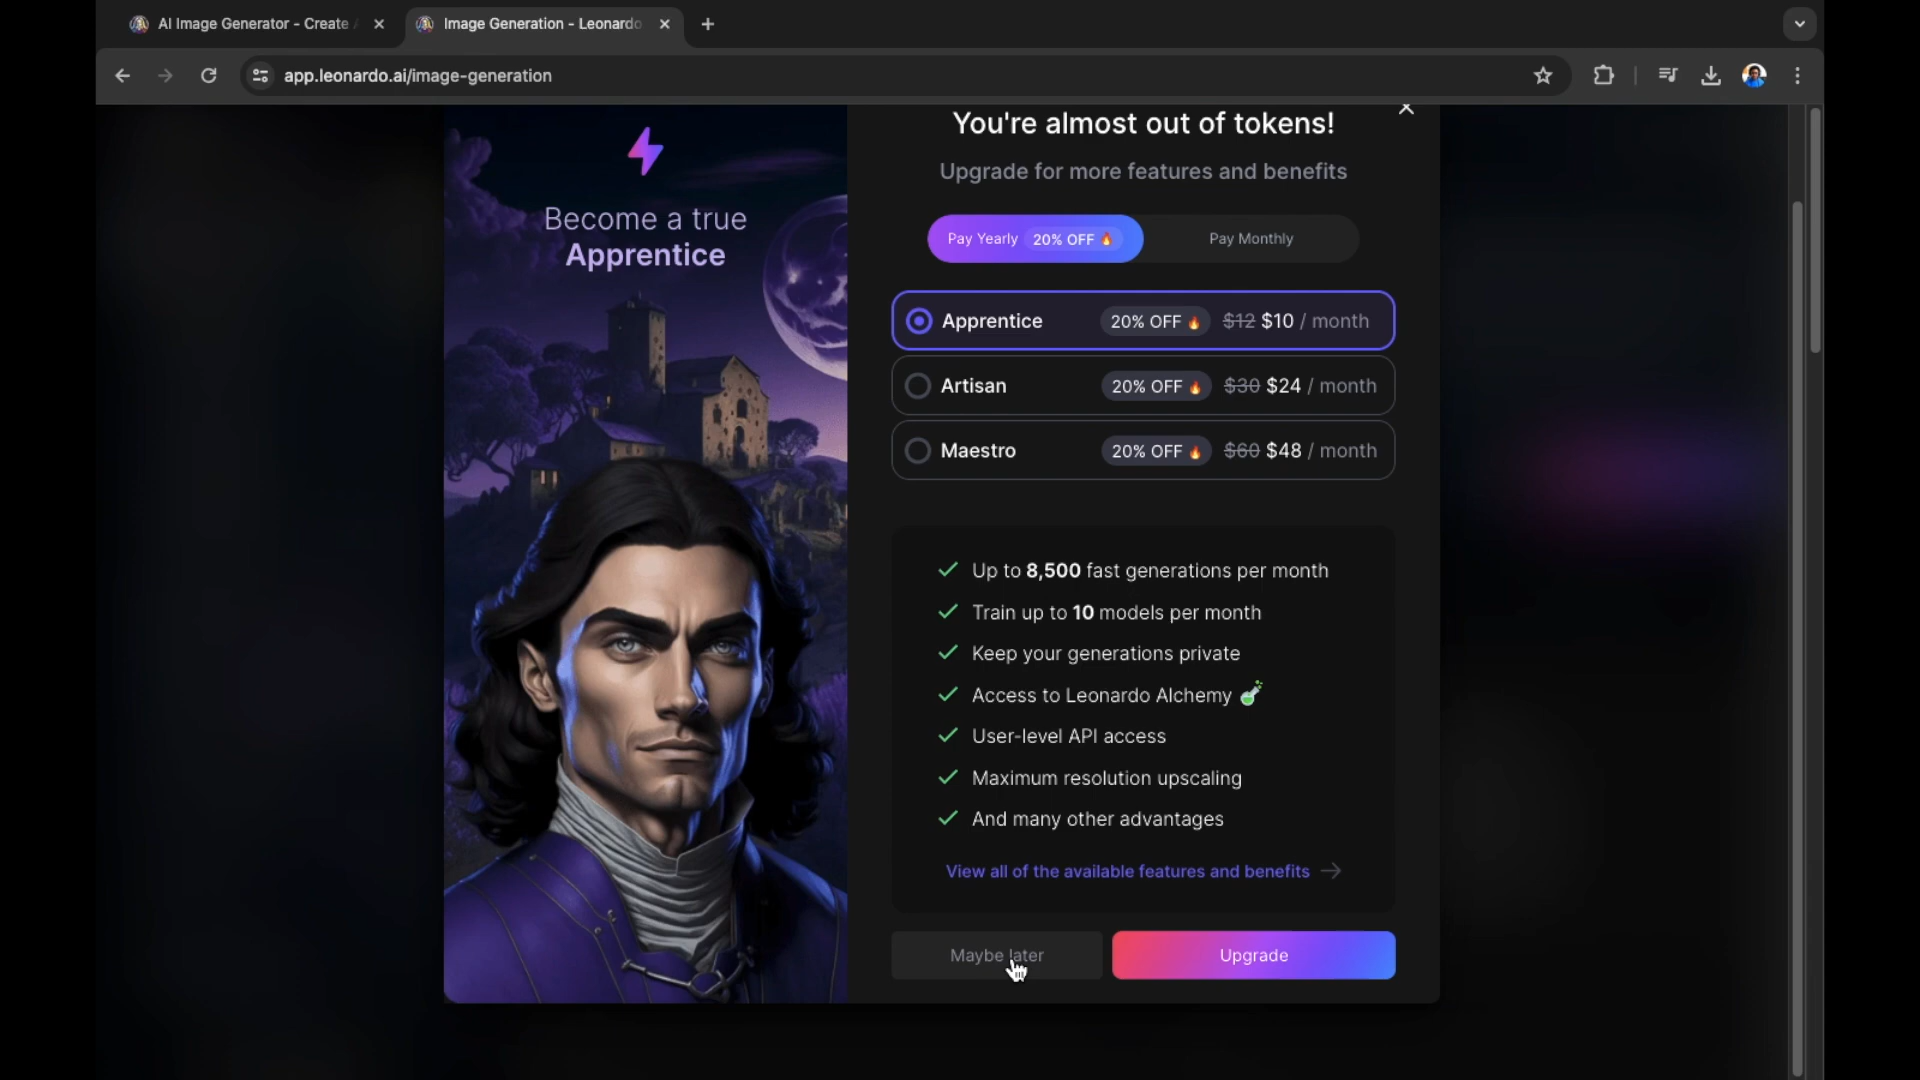 AI Image Generator - Create
Image Generation - Leonardo
app.leonardo.ai/image-generation
Become a true
Apprentice
You're almost out of tokens!
Upgrade for more features and benefits
Pay Yearly 20% OFF 🔥 Pay Monthly
Apprentice 20% OFF 🔥 $12 $10 / month
Artisan 20% OFF 🔥 $30 $24 / month
Maestro 20% OFF 🔥 $60 $48 / month
Up to 8,500 fast generations per month
Train up to 10 models per month
Keep your generations private
Access to Leonardo Alchemy
User-level API access
Maximum resolution upscaling
And many other advantages
View all of the available features and benefits →
Maybe later Upgrade